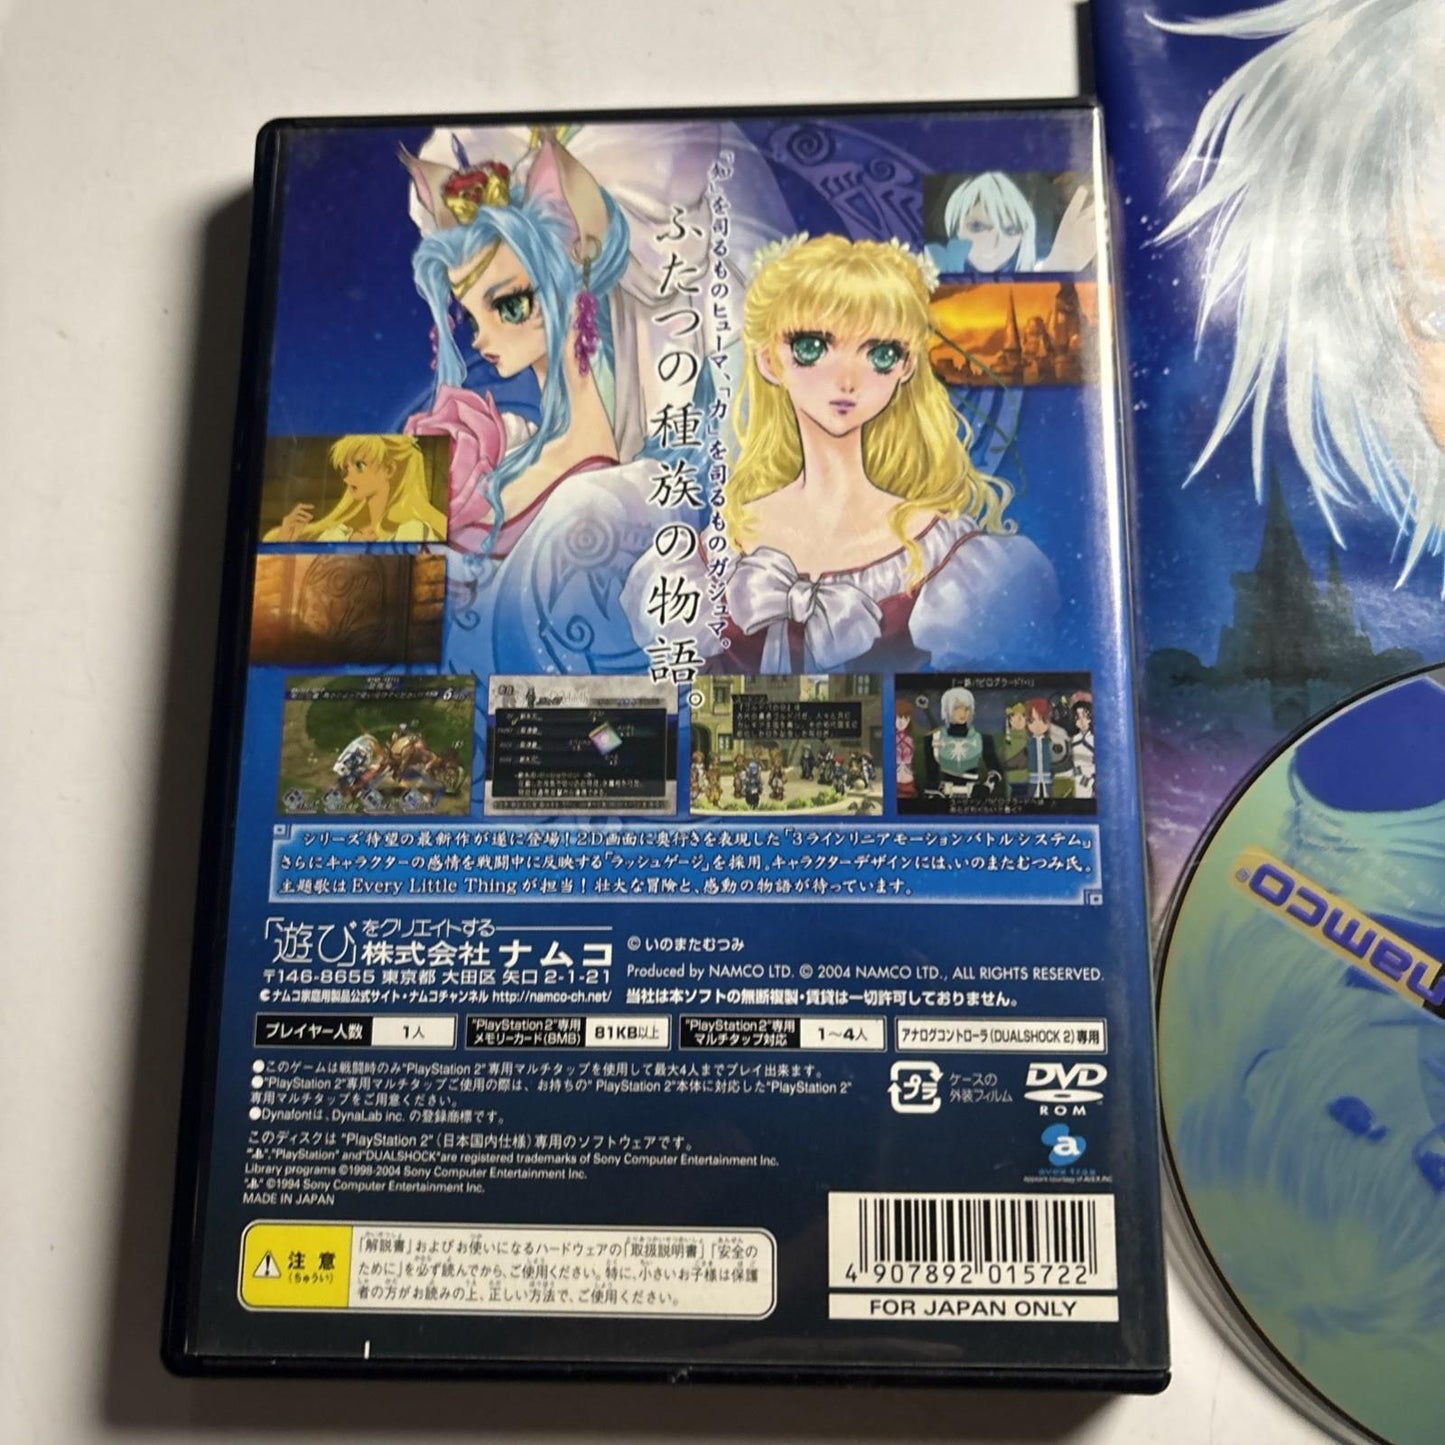 「知」を司るものヒューマ、「力」を司るものガジュマ。
ふたつの種族の物語。
シリーズ待望の最新作が遂に登場！2D画面に奥行きを表現した「3ラインリニアモーションバトルシステム」
さらにキャラクターの感情を戦闘中に反映する「ラッシュゲージ」を採用。キャラクターデザインには、いのまたむつみ氏。
主題歌はEvery Little Thingが担当！壮大な冒険と、感動の物語が待っています。
「遊び」をクリエイトする
株式会社ナムコ
〒146-8655 東京都 大田区 矢口 2-1-21
ナムコ家庭用製品公式サイト・ナムコチャンネル http://namco-ch.net/
© いのまたむつみ
Produced by NAMCO LTD. © 2004 NAMCO LTD., ALL RIGHTS RESERVED.
当社は本ソフトの無断複製・賃貸は一切許可しておりません。
プレイヤー人数 1人
"PlayStation 2"専用
メモリーカード(8MB) 81KB以上
"PlayStation 2"専用
マルチタップ対応 1〜4人
アナログコントローラ(DUALSHOCK 2)専用
●このゲームは戦闘時のみ"PlayStation 2"専用マルチタップを使用して最大4人までプレイ出来ます。
●"PlayStation 2"専用マルチタップご使用の際は、お持ちの" PlayStation 2"本体に対応した"PlayStation 2"
専用マルチタップをご用意ください。
●Dynafontは、DynaLab inc. の登録商標です。
プラ
ケースの
外装フィルム
DVD
ROM
このディスクは "PlayStation 2" (日本国内仕様) 専用のソフトウェアです。
"PlayStation" and "DUALSHOCK" are registered trademarks of Sony Computer Entertainment Inc.
Library programs ©1998-2004 Sony Computer Entertainment Inc.
©1994 Sony Computer Entertainment Inc.
MADE IN JAPAN
a
avex trax
注意
(ちゅうい)
「解説書」およびお使いになるハードウェアの「取扱説明書」「安全の
ために」を必ず読んでから、ご使用ください。特に、小さいお子様は保護
者の方がお読みの上、正しい方法で、ご使用ください。
4 907892 015722
FOR JAPAN ONLY
namco